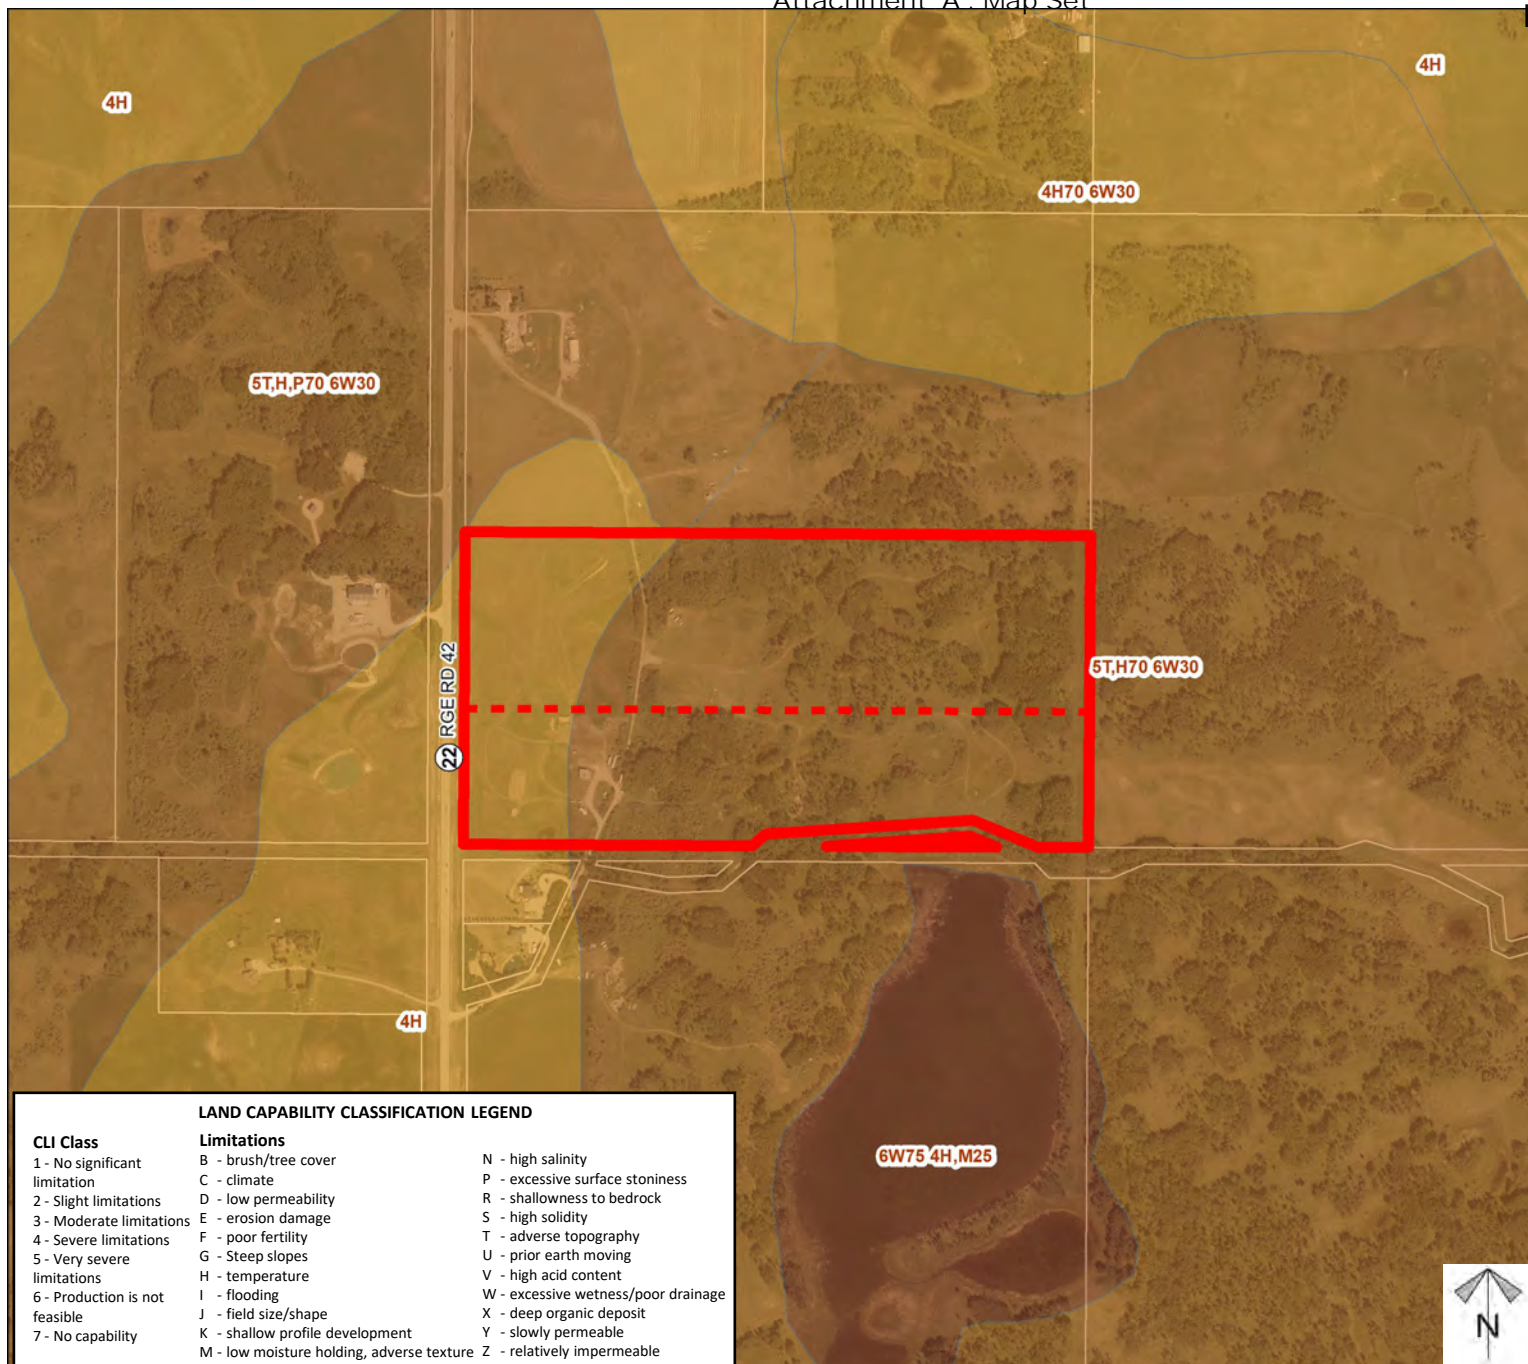 Attachment 'A': Map Set
4H
4H
4H70 6W30
5T,H,P70 6W30
5T,H70 6W30
22 RGE RD 42
4H
6W75 4H,M25
LAND CAPABILITY CLASSIFICATION LEGEND
CLI Class
1 - No significant
limitation
2 - Slight limitations
3 - Moderate limitations
4 - Severe limitations
5 - Very severe
limitations
6 - Production is not
feasible
7 - No capability
Limitations
B - brush/tree cover
C - climate
D - low permeability
E - erosion damage
F - poor fertility
G - Steep slopes
H - temperature
I - flooding
J - field size/shape
K - shallow profile development
M - low moisture holding, adverse texture
N - high salinity
P - excessive surface stoniness
R - shallowness to bedrock
S - high solidity
T - adverse topography
U - prior earth moving
V - high acid content
W - excessive wetness/poor drainage
X - deep organic deposit
Y - slowly permeable
Z - relatively impermeable
N